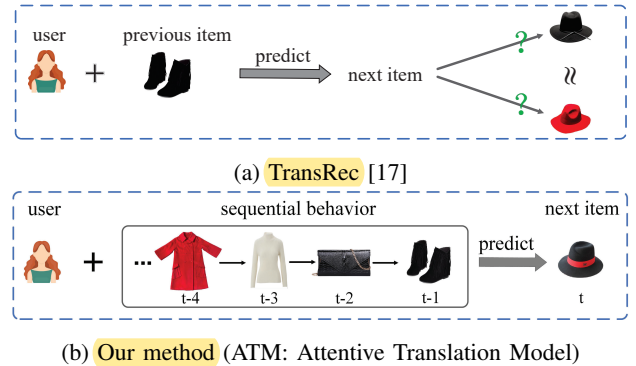 user
previous item
+
predict
next item
?
≈
?
(a) TransRec [17]
user
sequential behavior
next item
+
...
predict
t-4
t-3
t-2
t-1
t
(b) Our method (ATM: Attentive Translation Model)